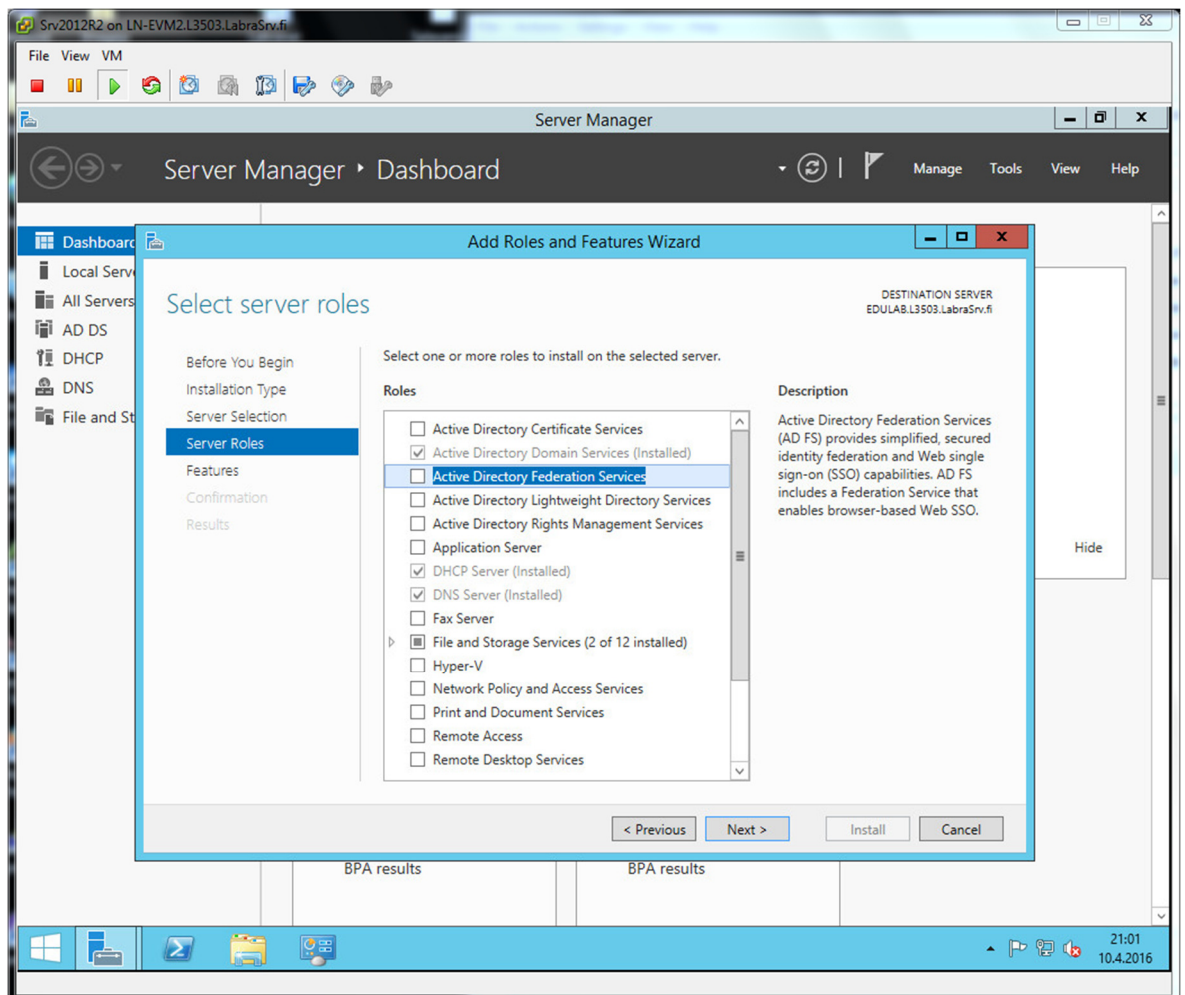 Srv2012R2 on LN-EVM2.L3503.LabraSrv.fi
File View VM
Server Manager
Server Manager ‣ Dashboard
Manage Tools View Help
Dashboard
Local Serve
All Servers
AD DS
DHCP
DNS
File and St
Add Roles and Features Wizard
Select server roles
DESTINATION SERVER
EDULAB.L3503.LabraSrv.fi
Before You Begin
Installation Type
Server Selection
Server Roles
Features
Confirmation
Results
Select one or more roles to install on the selected server.
Roles
Active Directory Certificate Services
Active Directory Domain Services (Installed)
Active Directory Federation Services
Active Directory Lightweight Directory Services
Active Directory Rights Management Services
Application Server
DHCP Server (Installed)
DNS Server (Installed)
Fax Server
File and Storage Services (2 of 12 installed)
Hyper-V
Network Policy and Access Services
Print and Document Services
Remote Access
Remote Desktop Services
Description
Active Directory Federation Services
(AD FS) provides simplified, secured
identity federation and Web single
sign-on (SSO) capabilities. AD FS
includes a Federation Service that
enables browser-based Web SSO.
Hide
< Previous
Next >
Install
Cancel
BPA results
BPA results
21:01
10.4.2016